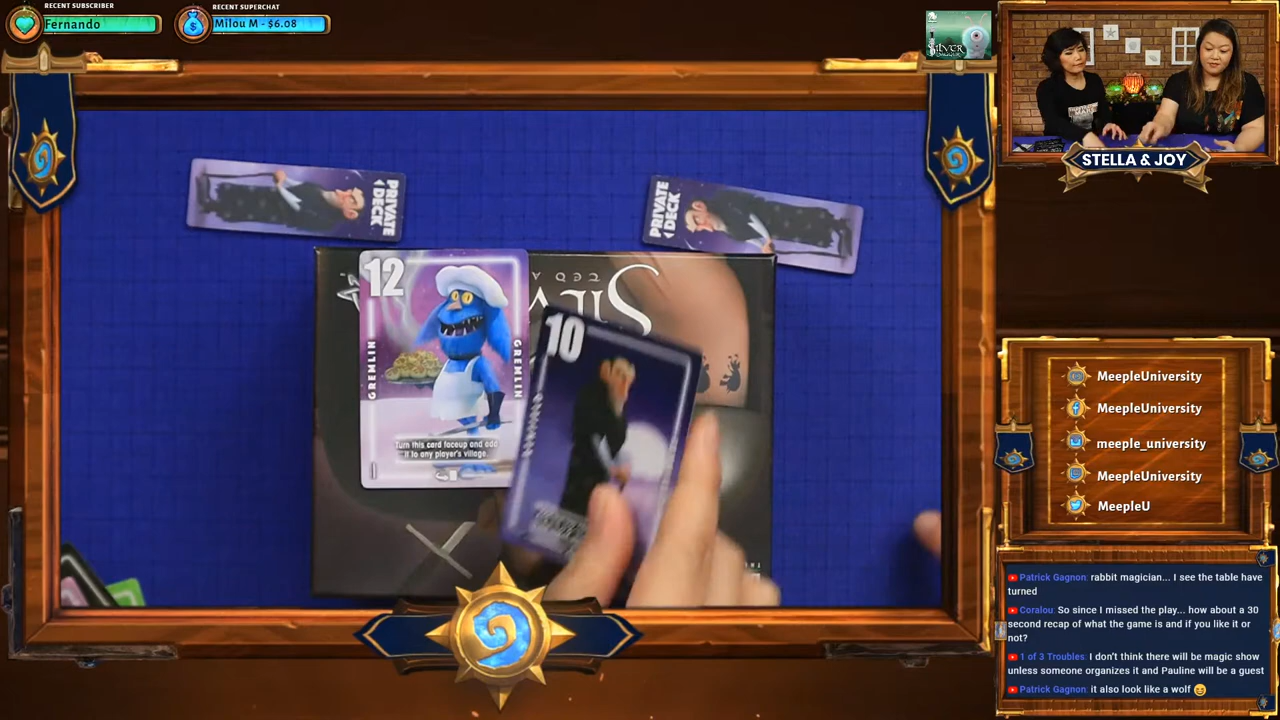 RECENT SUBSCRIBER
Fernando
RECENT SUPERCHAT
Milou M - $6.08
SILVER
STELLA & JOY
PRIVATE
DECK
PRIVATE
DECK
12
GREMLIN
GREMLIN
Turn this card faceup and add
it to any player's village.
10
MeepleUniversity
MeepleUniversity
meeple_university
MeepleUniversity
MeepleU
Patrick Gagnon: rabbit magician... I see the table have
turned
Coralou: So since I missed the play... how about a 30
second recap of what the game is and if you like it or
not?
1 of 3 Troubles: I don't think there will be magic show
unless someone organizes it and Pauline will be a guest
Patrick Gagnon: it also look like a wolf